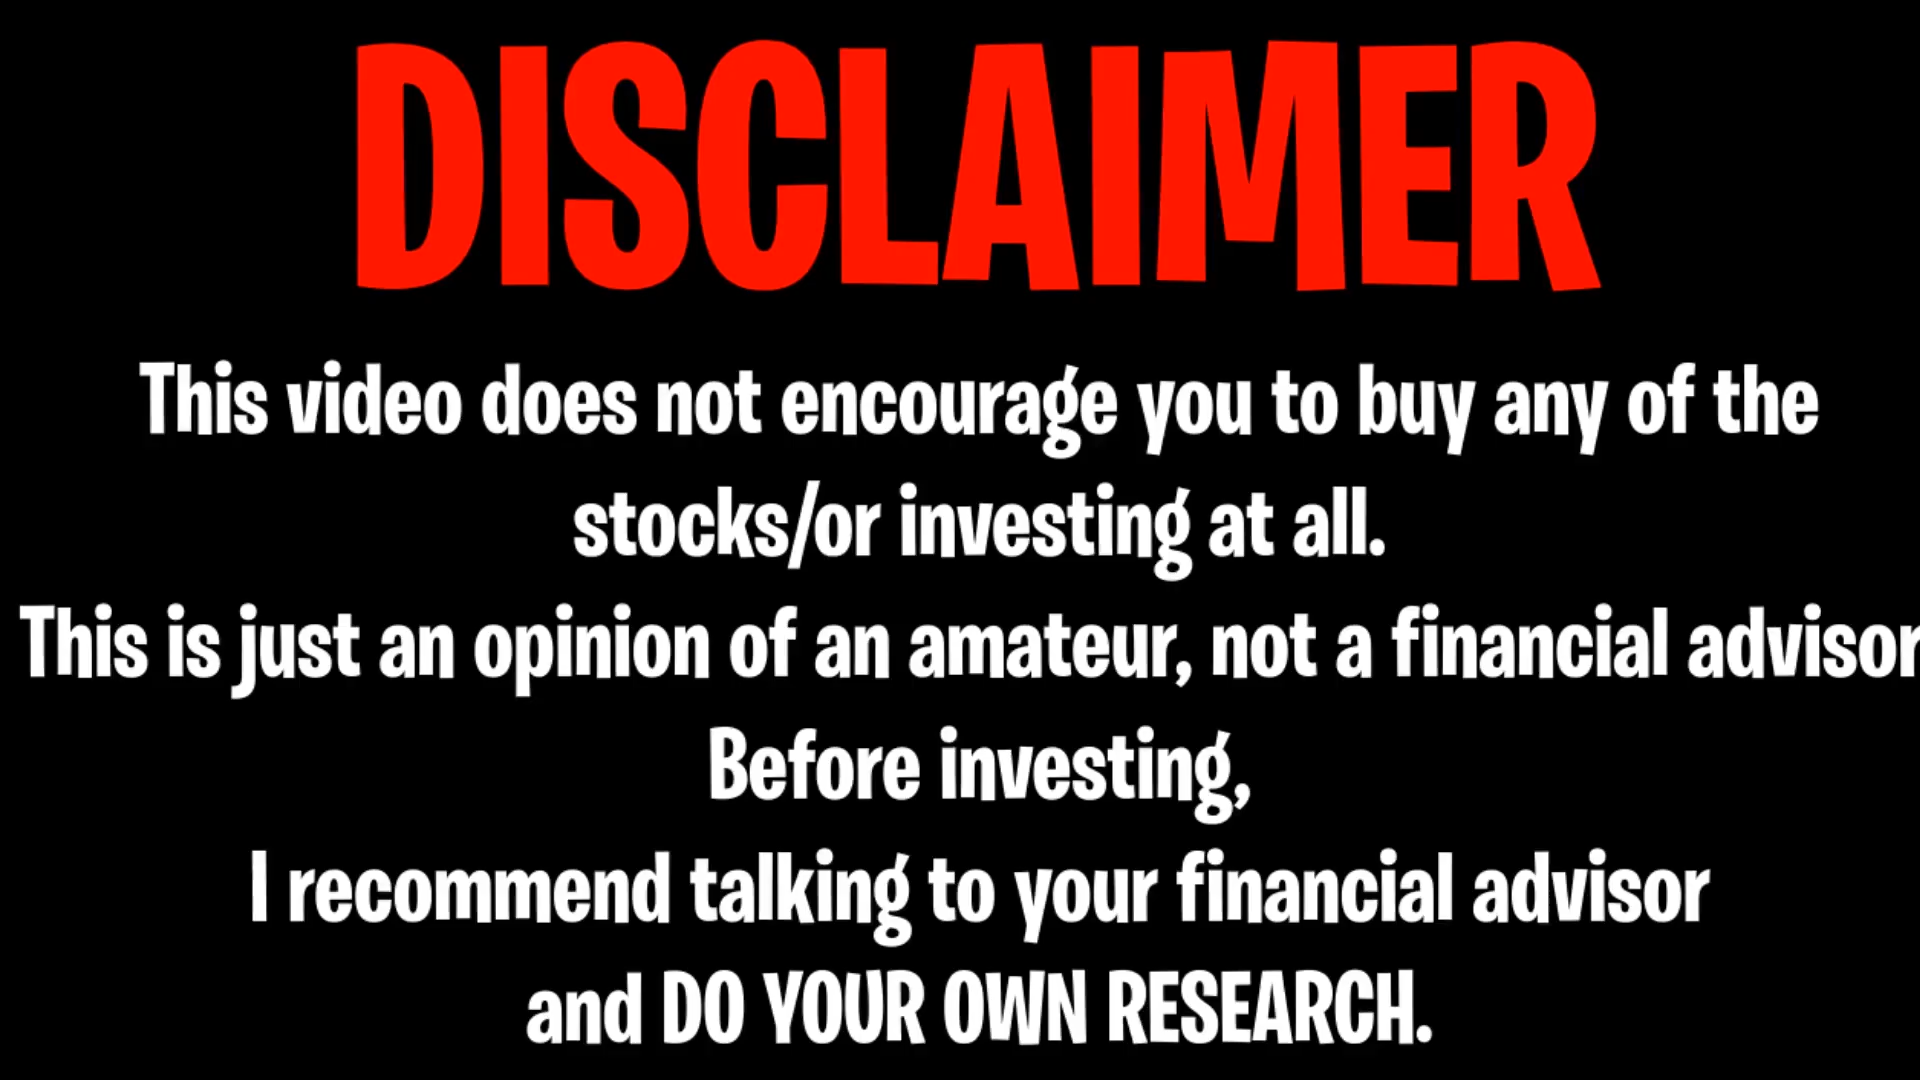 DISCLAIMER
This video does not encourage you to buy any of the
stocks/or investing at all.
This is just an opinion of an amateur, not a financial advisor
Before investing,
I recommend talking to your financial advisor
and DO YOUR OWN RESEARCH.